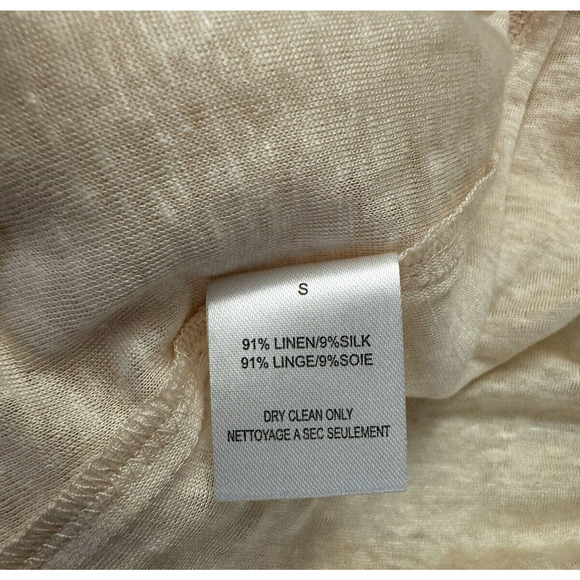 S
91% LINEN/9%SILK
91% LINGE/9%SOIE
DRY CLEAN ONLY
NETTOYAGE A SEC SEULEMENT